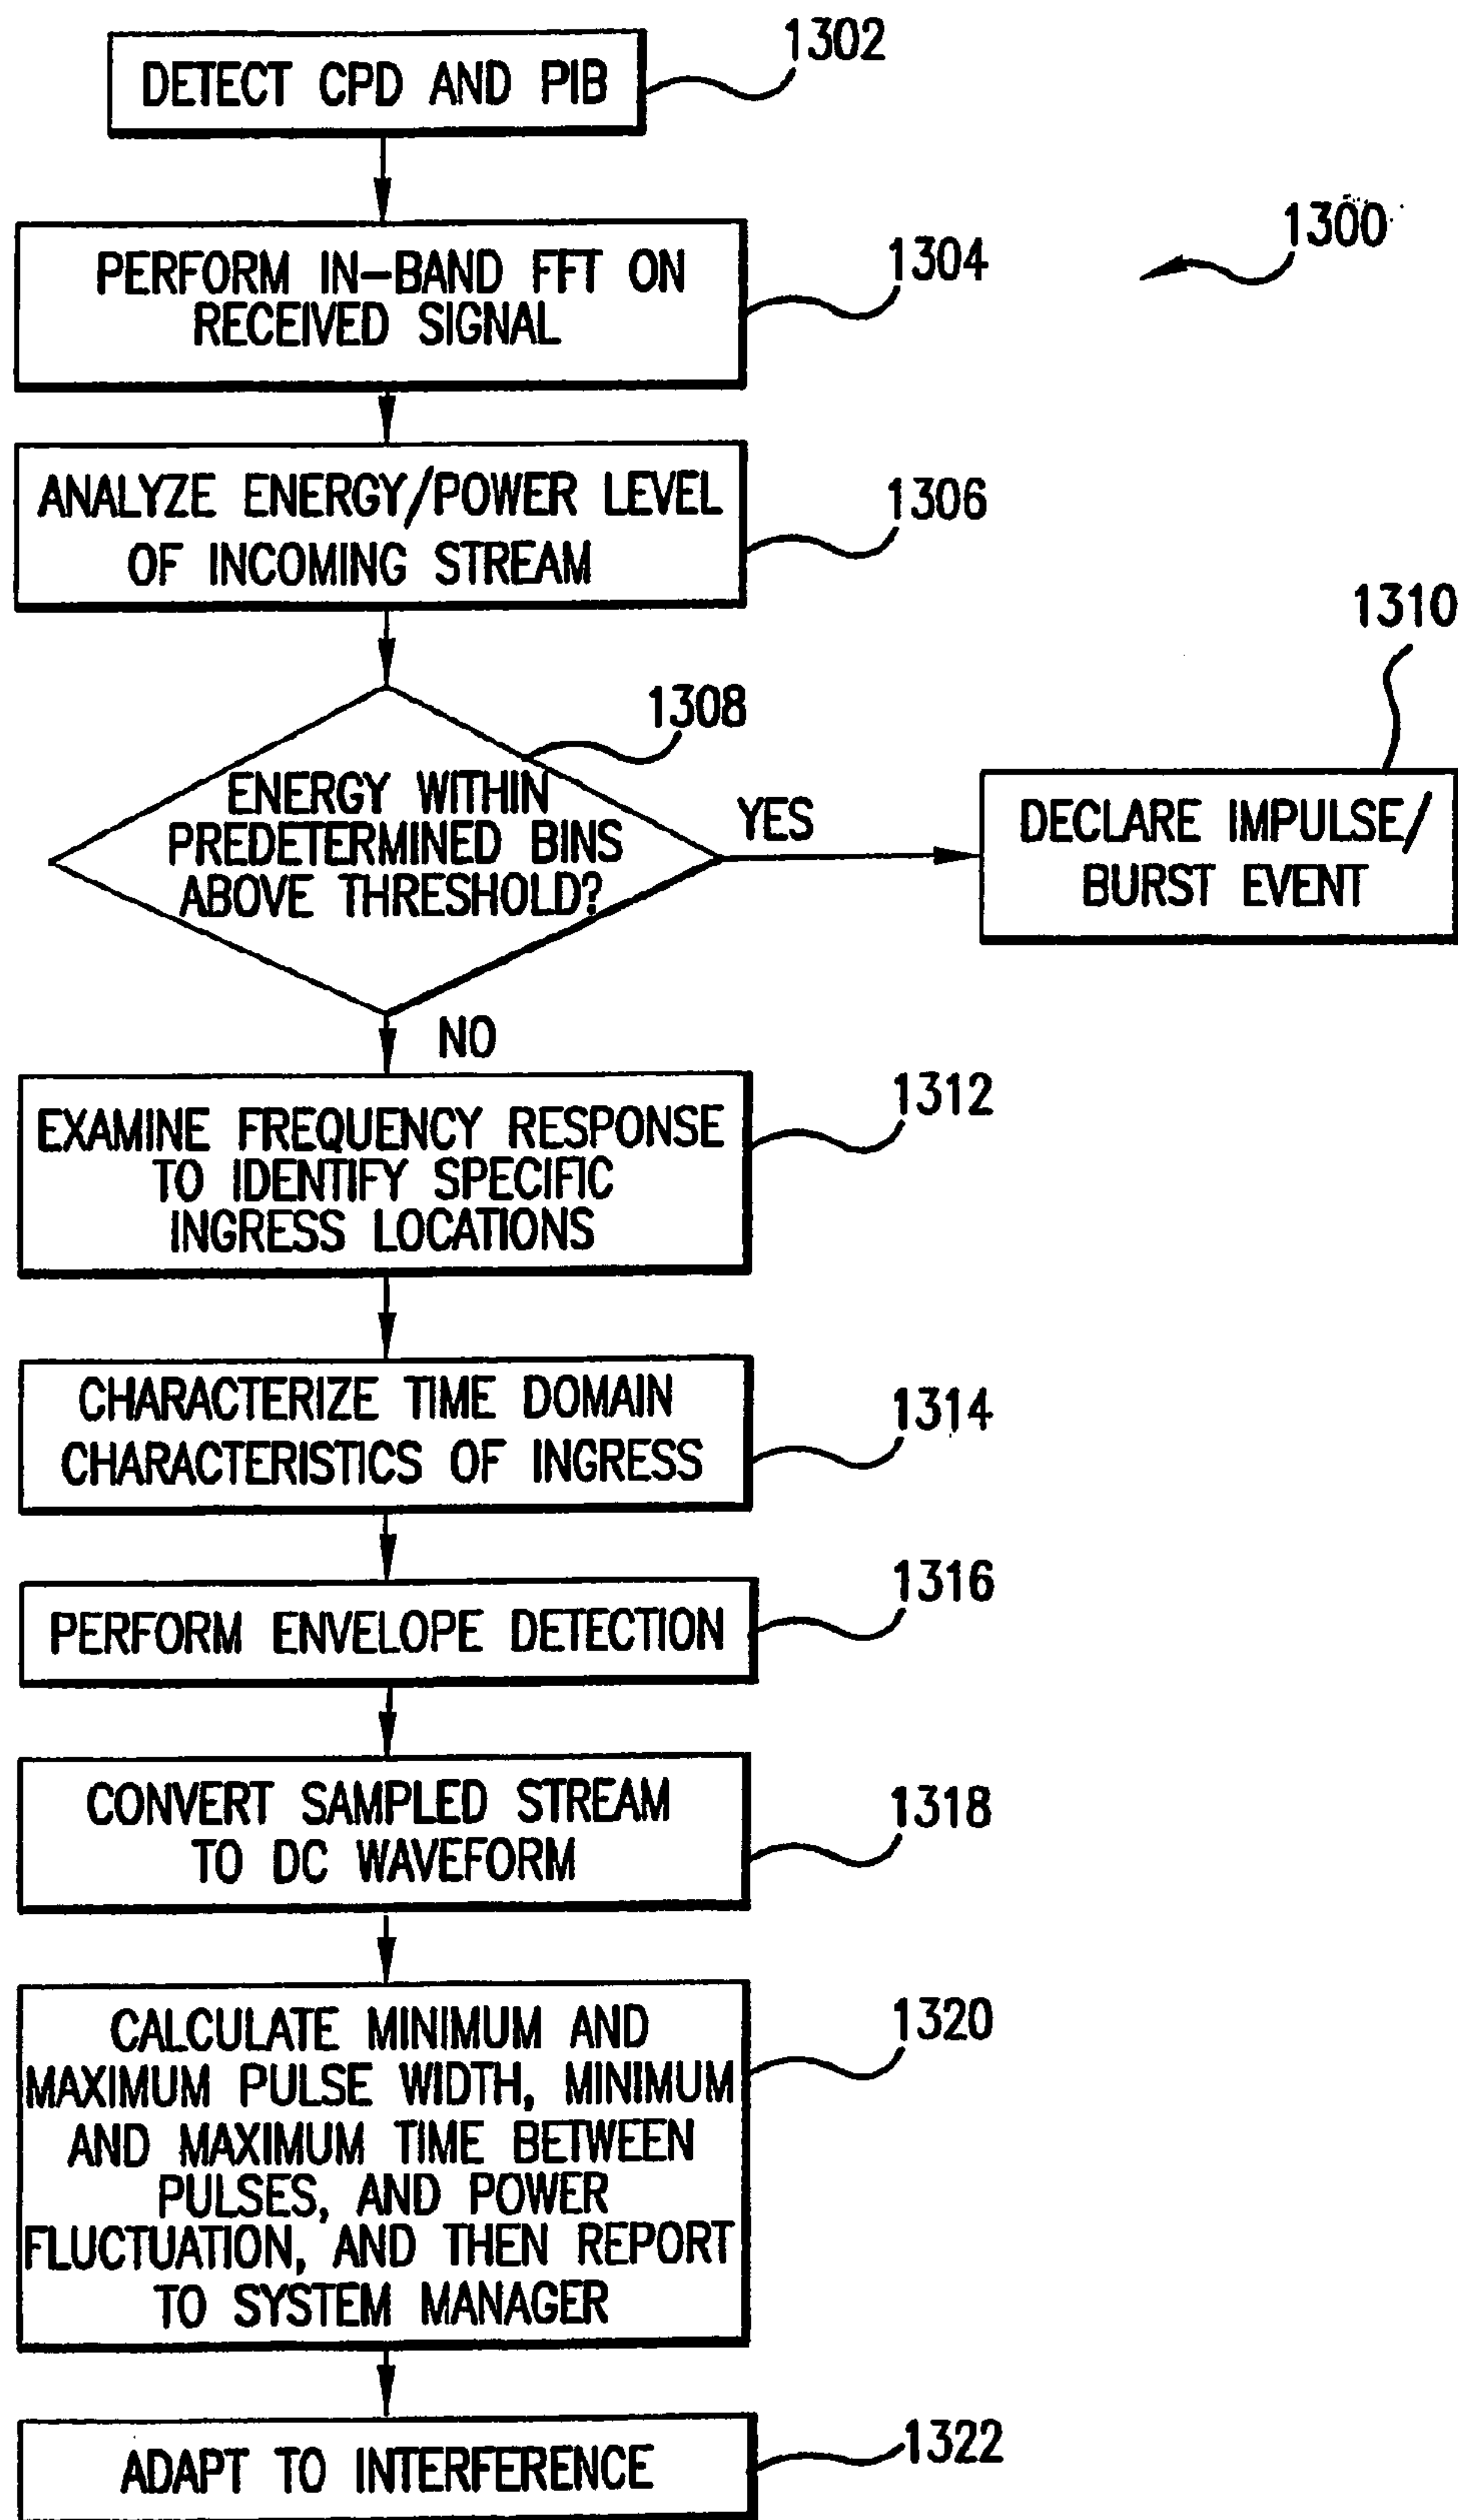 1302
DETECT CPD AND PIB
1300
1304
PERFORM IN-BAND FFT ON
RECEIVED SIGNAL
1306
ANALYZE ENERGY/POWER LEVEL
OF INCOMING STREAM
1310
1308
ENERGY WITHIN
PREDETERMINED BINS
ABOVE THRESHOLD?
YES
DECLARE IMPULSE/
BURST EVENT
NO
1312
EXAMINE FREQUENCY RESPONSE
TO IDENTIFY SPECIFIC
INGRESS LOCATIONS
1314
CHARACTERIZE TIME DOMAIN
CHARACTERISTICS OF INGRESS
1316
PERFORM ENVELOPE DETECTION
1318
CONVERT SAMPLED STREAM
TO DC WAVEFORM
1320
CALCULATE MINIMUM AND
MAXIMUM PULSE WIDTH, MINIMUM
AND MAXIMUM TIME BETWEEN
PULSES, AND POWER
FLUCTUATION, AND THEN REPORT
TO SYSTEM MANAGER
1322
ADAPT TO INTERFERENCE